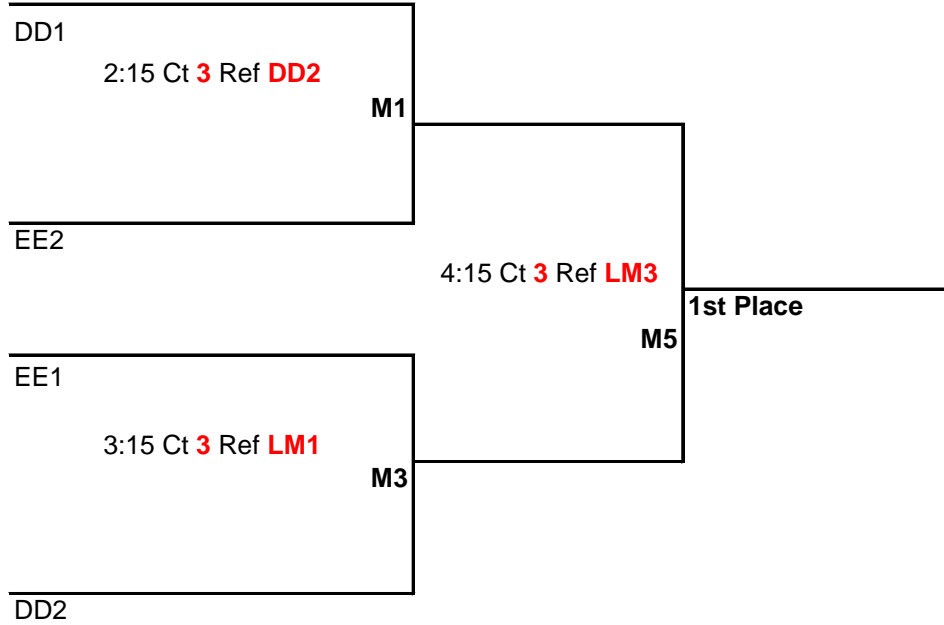 DD1
2:15 Ct 3 Ref DD2
M1
EE2
4:15 Ct 3 Ref LM3
1st Place
M5
EE1
3:15 Ct 3 Ref LM1
M3
DD2